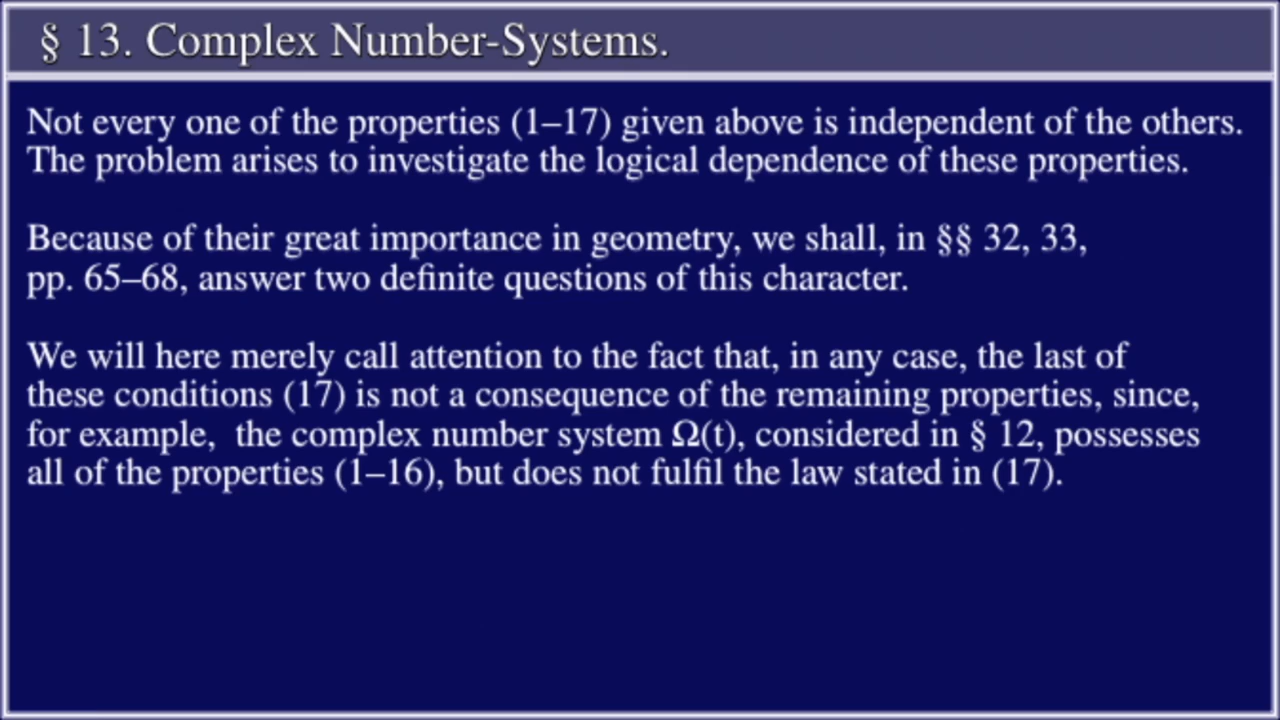 § 13. Complex Number-Systems.
Not every one of the properties (1–17) given above is independent of the others.
The problem arises to investigate the logical dependence of these properties.
Because of their great importance in geometry, we shall, in §§ 32, 33,
pp. 65–68, answer two definite questions of this character.
We will here merely call attention to the fact that, in any case, the last of
these conditions (17) is not a consequence of the remaining properties, since,
for example,  the complex number system Ω(t), considered in § 12, possesses
all of the properties (1–16), but does not fulfil the law stated in (17).